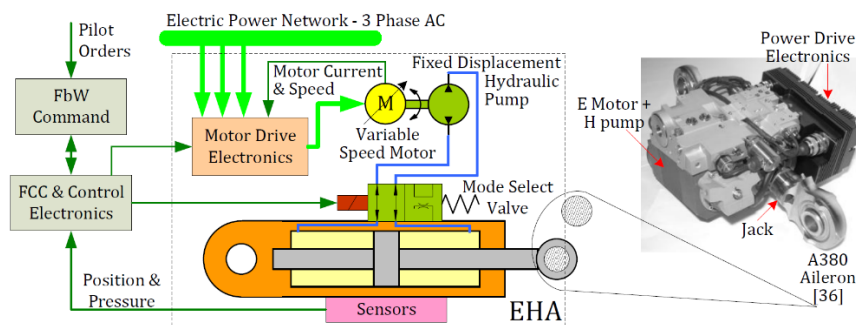 Electric Power Network - 3 Phase AC
Pilot
Orders
FbW
Command
FCC & Control
Electronics
Position &
Pressure
Motor Current
& Speed
Motor Drive
Electronics
M
Variable
Speed Motor
Fixed Displacement
Hydraulic
Pump
Mode Select
Valve
Sensors
EHA
Power Drive
Electronics
E Motor +
H pump
Jack
A380
Aileron
[36]